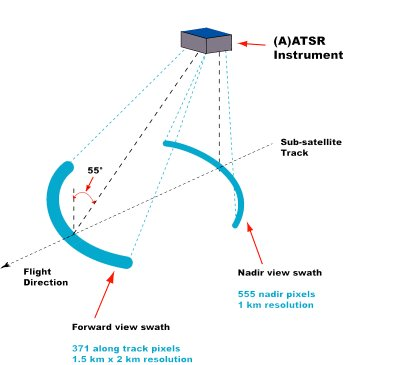 (A)ATSR
Instrument
Sub-satellite
Track
55°
Flight
Direction
Nadir view swath
555 nadir pixels
1 km resolution
Forward view swath
371 along track pixels
1.5 km x 2 km resolution